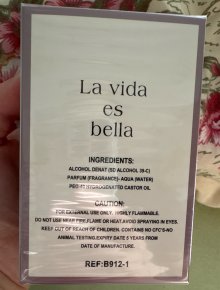 La vida
es
bella
INGREDIENTS:
ALCOHOL DENAT (SD ALCOHOL 39-C)
PARFUM (FRAGRANCE)- AQUA (WATER)
PEG-41 HYDROGENATED CASTOR OIL
CAUTION:
FOR EXTERNAL USE ONLY, HIGHLY FLAMMABLE.
DO NOT USE NEAR FIRE,FLAME OR HEAT.AVOID SPRAYING IN EYES.
KEEP OUT OF REACH OF CHILDREN. CONTAINS NO CFC'S-NO
ANIMAL TESTING.EXPIRY DATE 5 YEARS FROM
DATE OF MANUFACTURE.
REF:B912-1